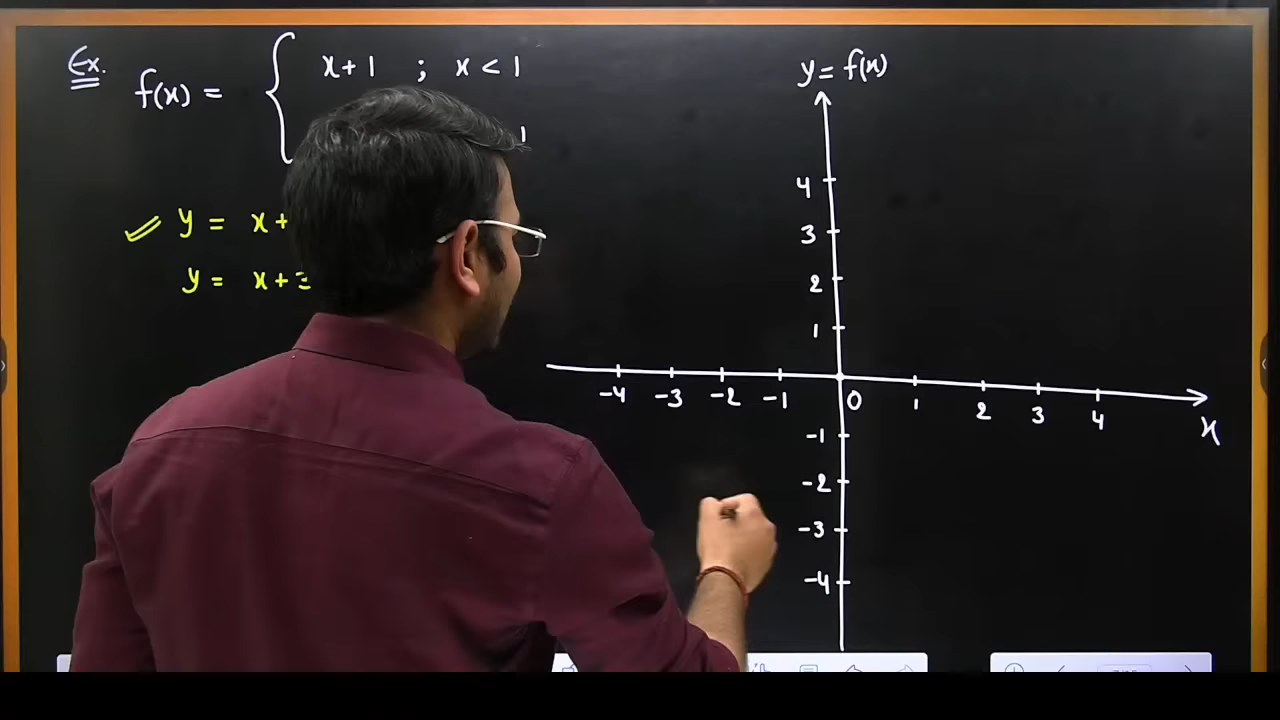 Ex.
f(x) = { x+1 ; x < 1
1
y = x+
y = x+
y = f(x)
4
3
2
1
-4 -3 -2 -1 0 1 2 3 4
x
-1
-2
-3
-4